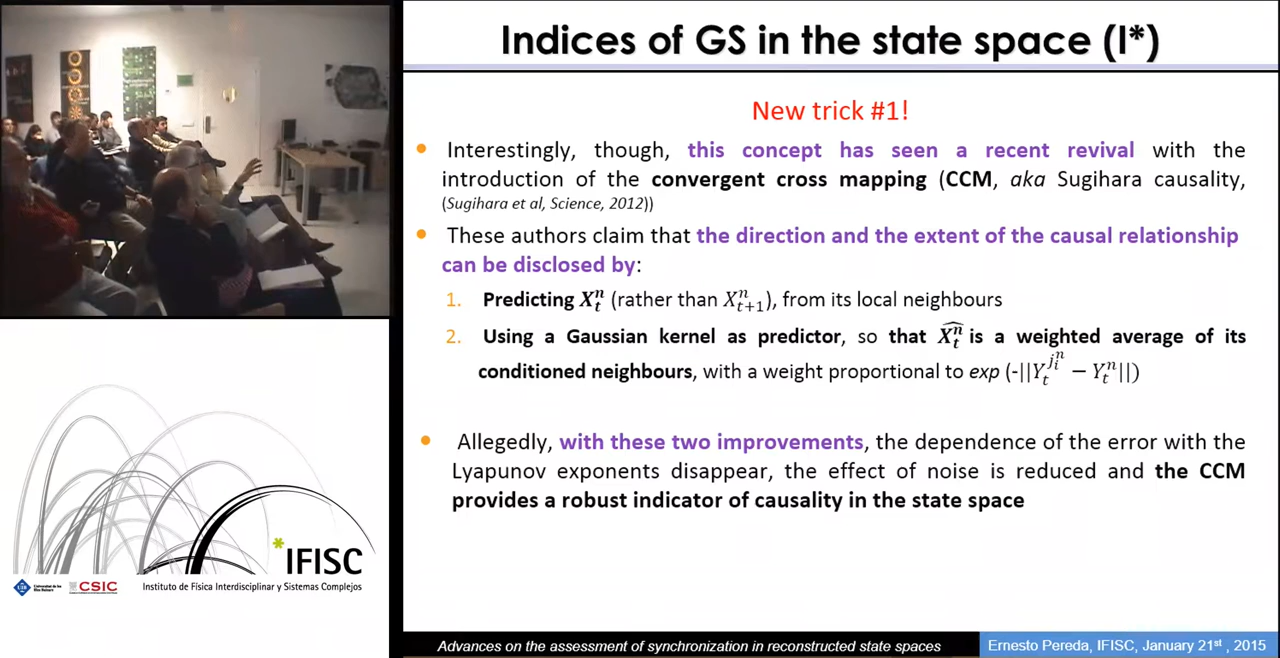 Indices of GS in the state space (I*)
New trick #1!
Interestingly, though, this concept has seen a recent revival with the
introduction of the convergent cross mapping (CCM, aka Sugihara causality,
(Sugihara et al, Science, 2012))
These authors claim that the direction and the extent of the causal relationship
can be disclosed by:
1. Predicting X_t^n (rather than X_{t+1}^n), from its local neighbours
2. Using a Gaussian kernel as predictor, so that \widehat{X_t^n} is a weighted average of its
conditioned neighbours, with a weight proportional to exp (-||Y_t^{j_i^n} − Y_t^n||)
Allegedly, with these two improvements, the dependence of the error with the
Lyapunov exponents disappear, the effect of noise is reduced and the CCM
provides a robust indicator of causality in the state space
IFISC
CSIC
Instituto de Física Interdisciplinar y Sistemas Complejos
Advances on the assessment of synchronization in reconstructed state spaces
Ernesto Pereda, IFISC, January 21st , 2015